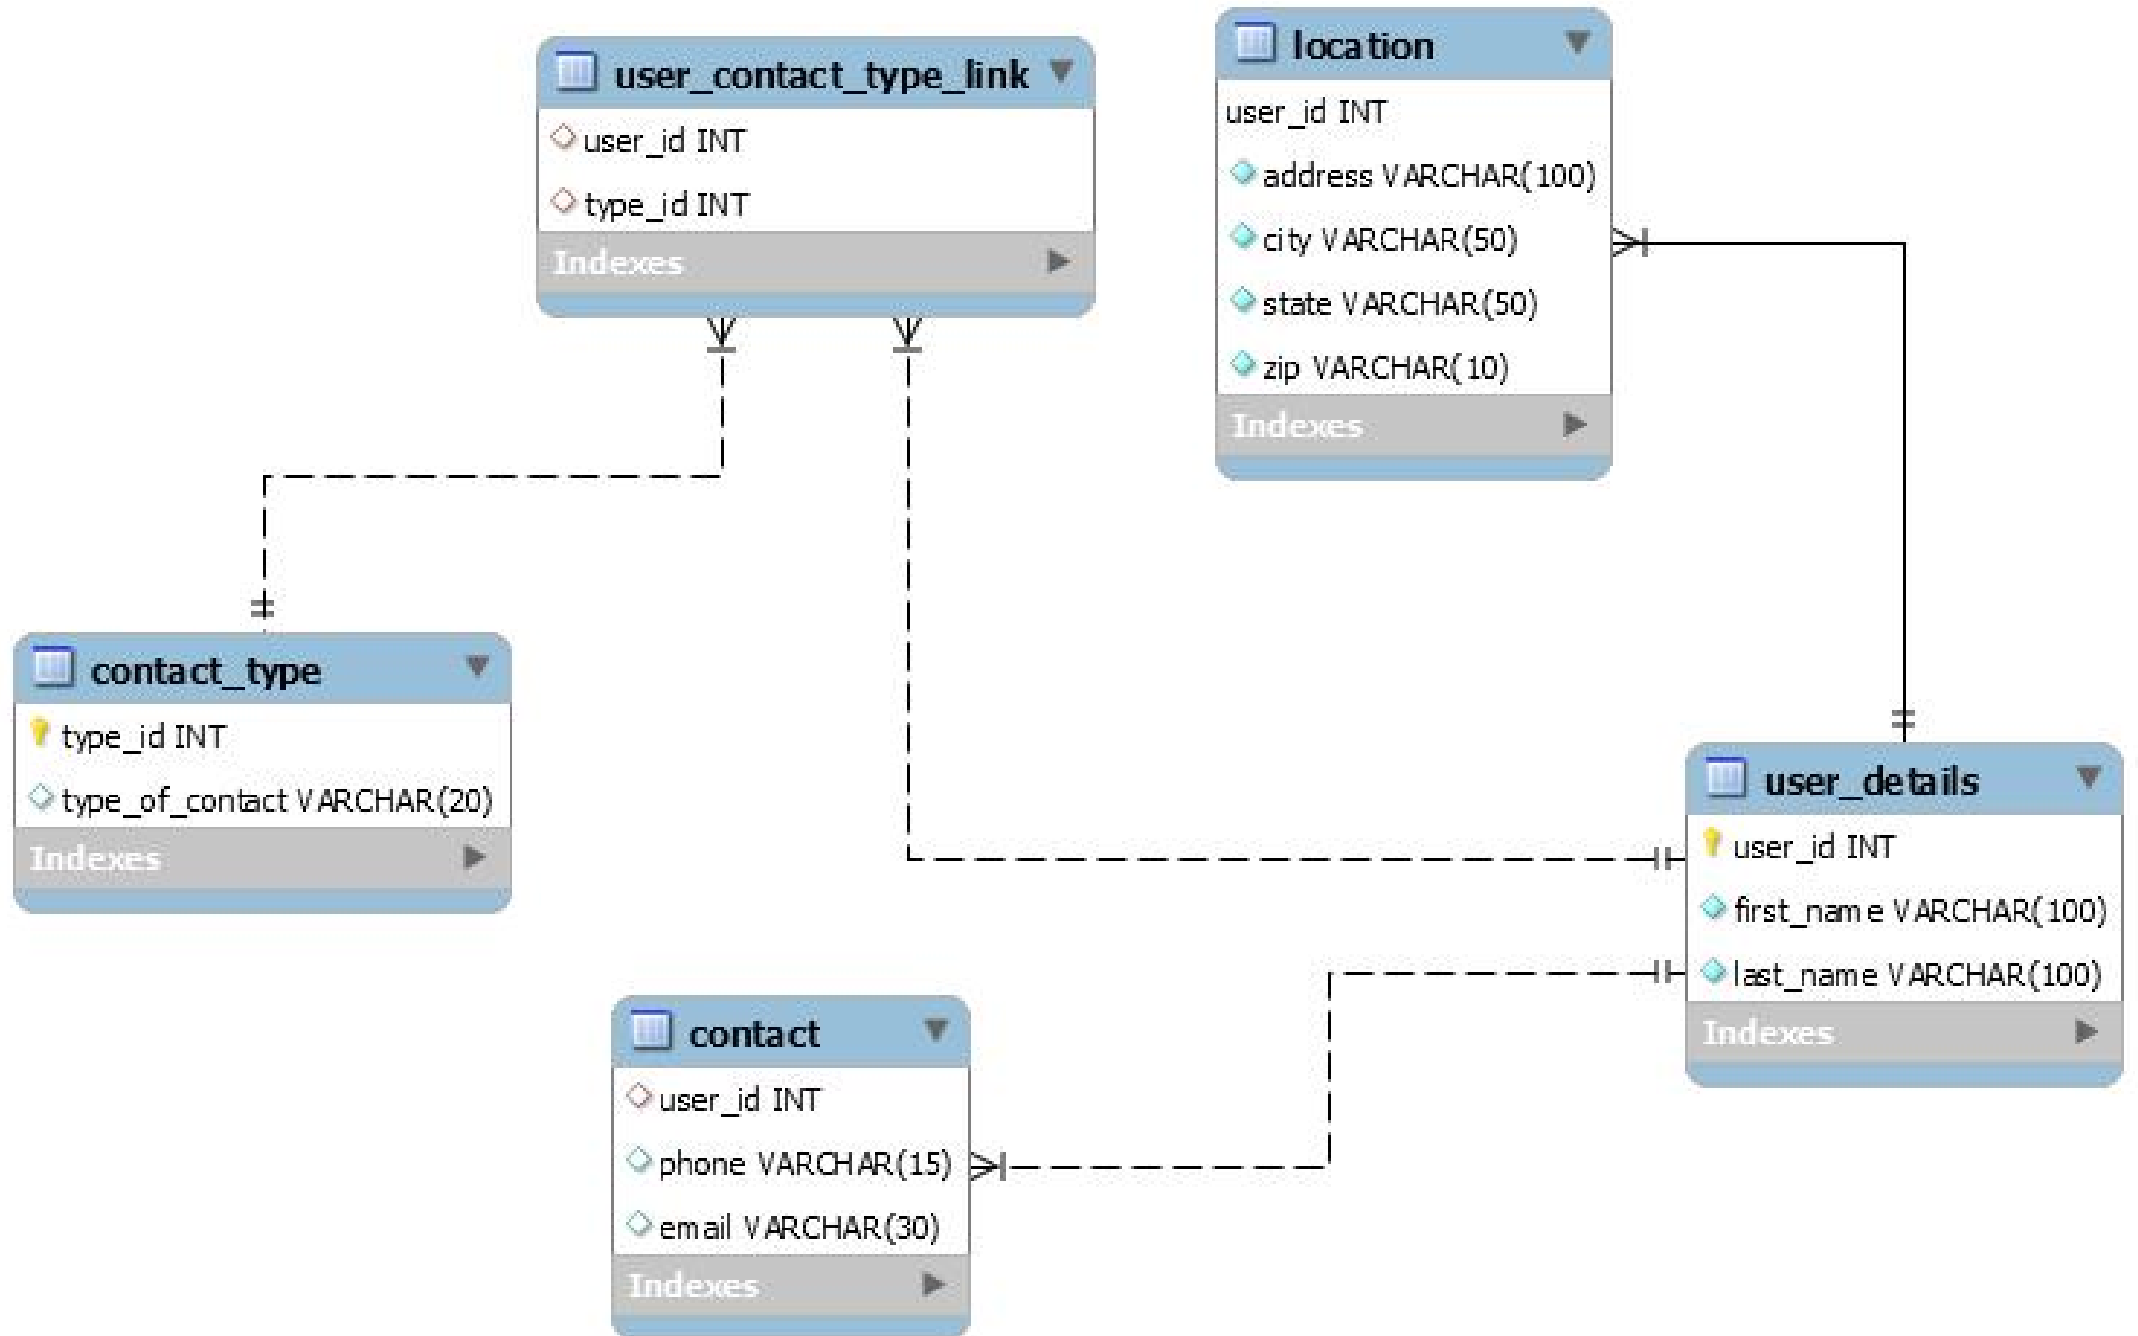 user_contact_type_link
user_id INT
type_id INT
Indexes
location
user_id INT
address VARCHAR(100)
city VARCHAR(50)
state VARCHAR(50)
zip VARCHAR(10)
Indexes
contact_type
type_id INT
type_of_contact VARCHAR(20)
Indexes
user_details
user_id INT
first_name VARCHAR(100)
last_name VARCHAR(100)
Indexes
contact
user_id INT
phone VARCHAR(15)
email VARCHAR(30)
Indexes